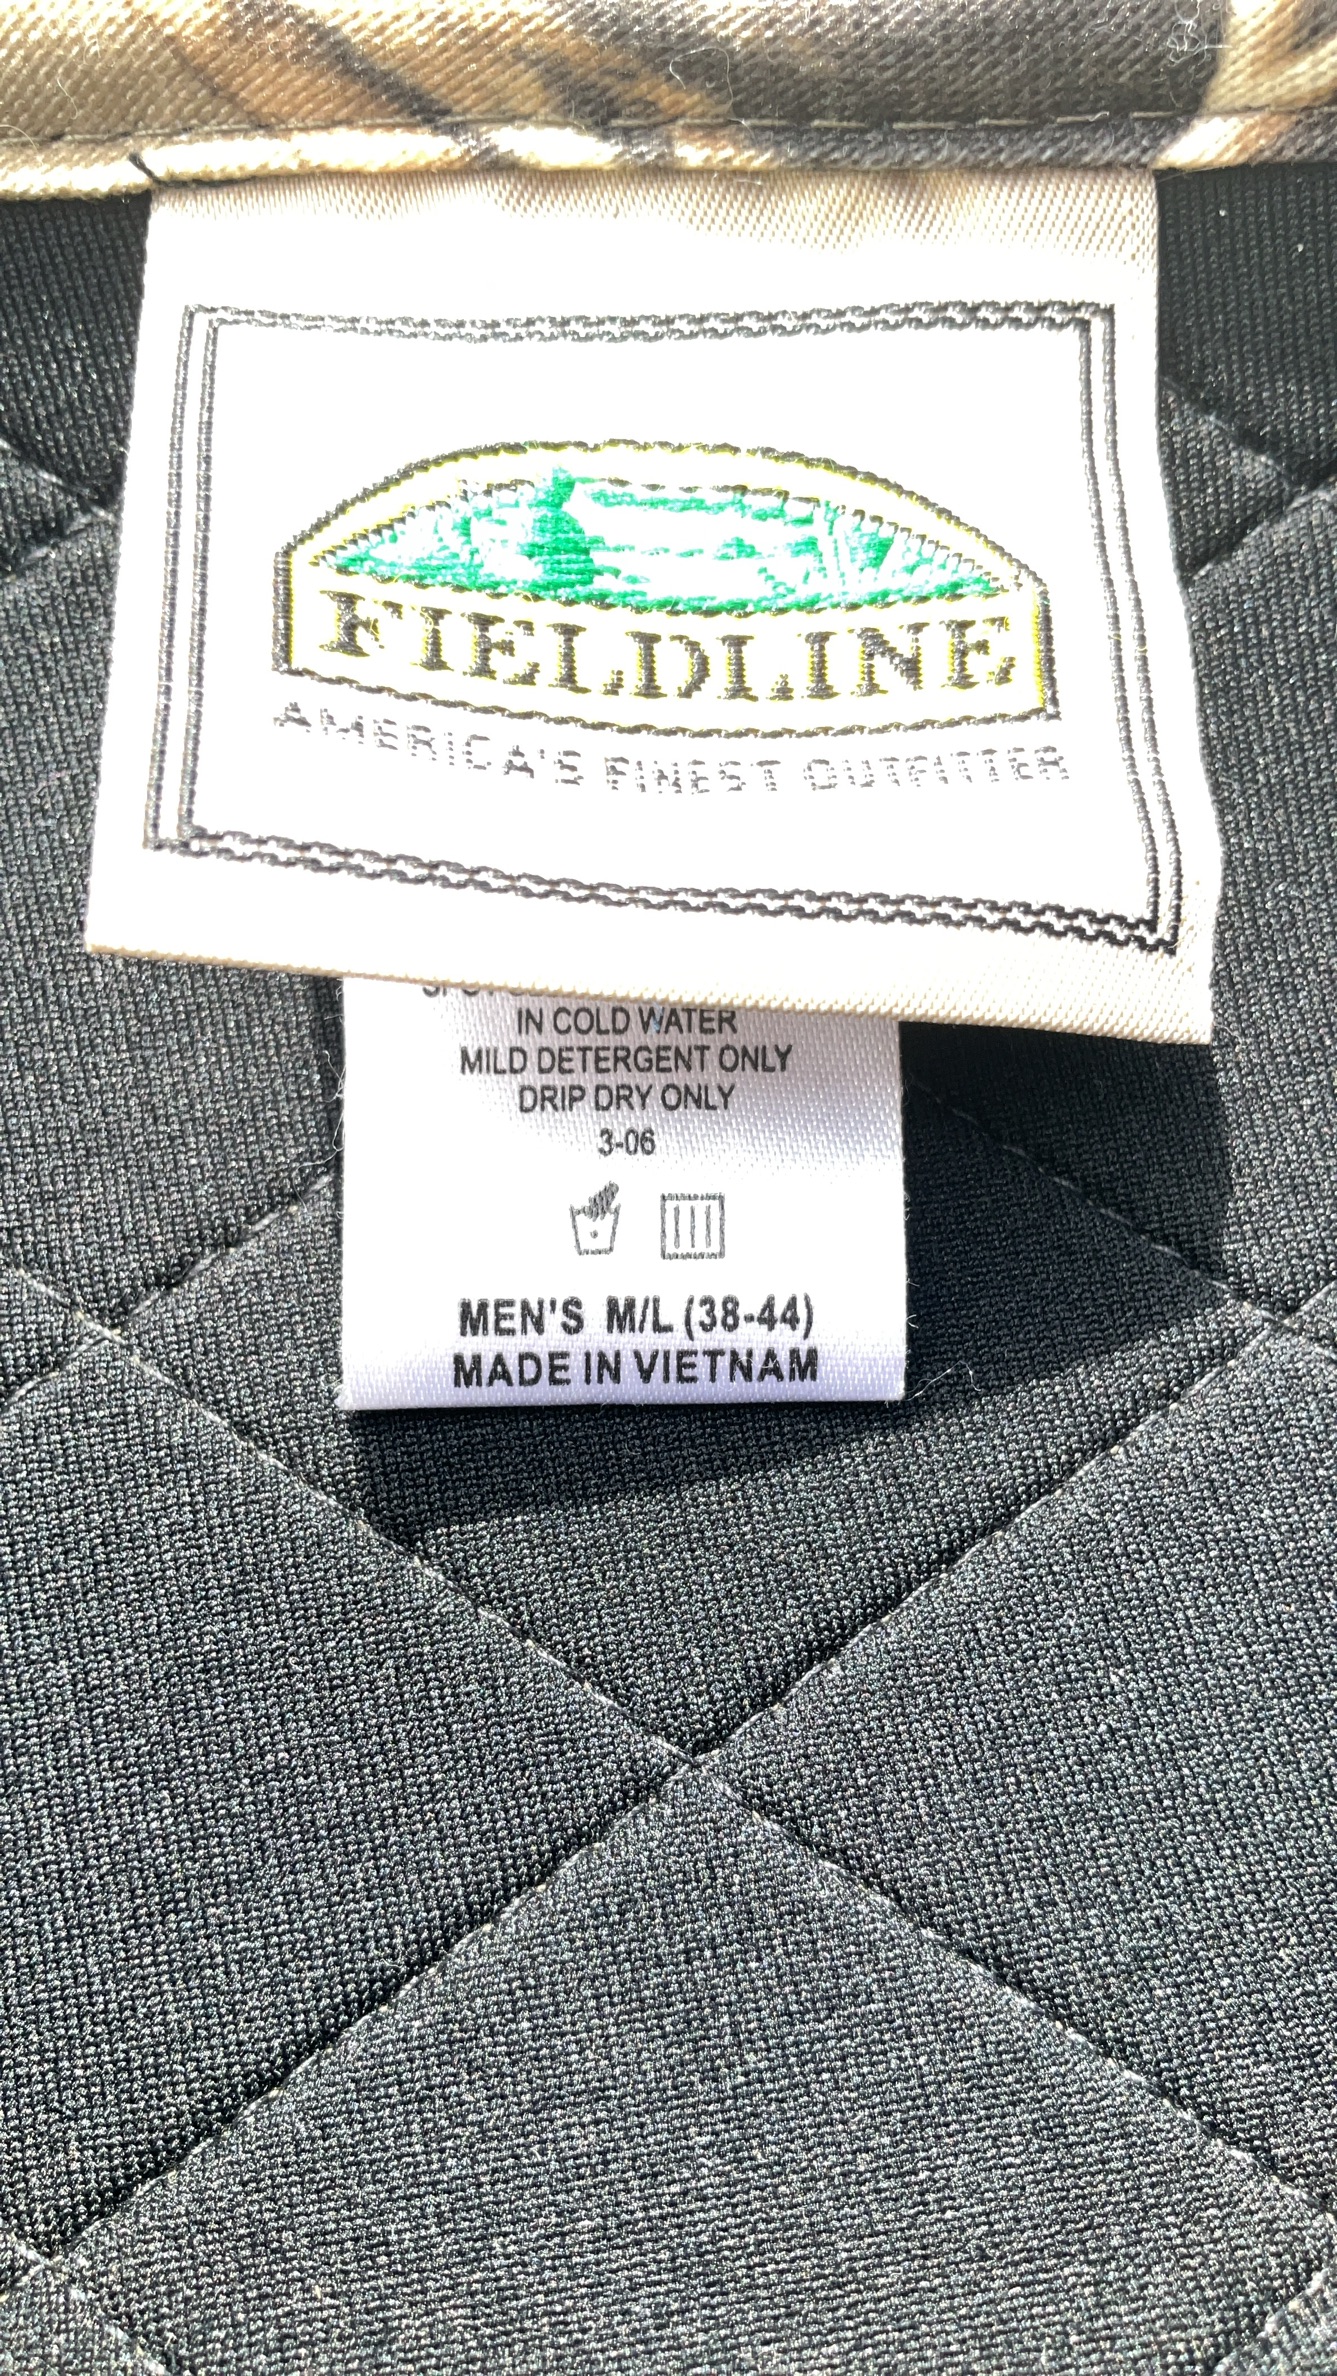 FIELDLINE
AMERICA'S FINEST OUTFITTER
IN COLD WATER
MILD DETERGENT ONLY
DRIP DRY ONLY
3-06
MEN'S M/L (38-44)
MADE IN VIETNAM